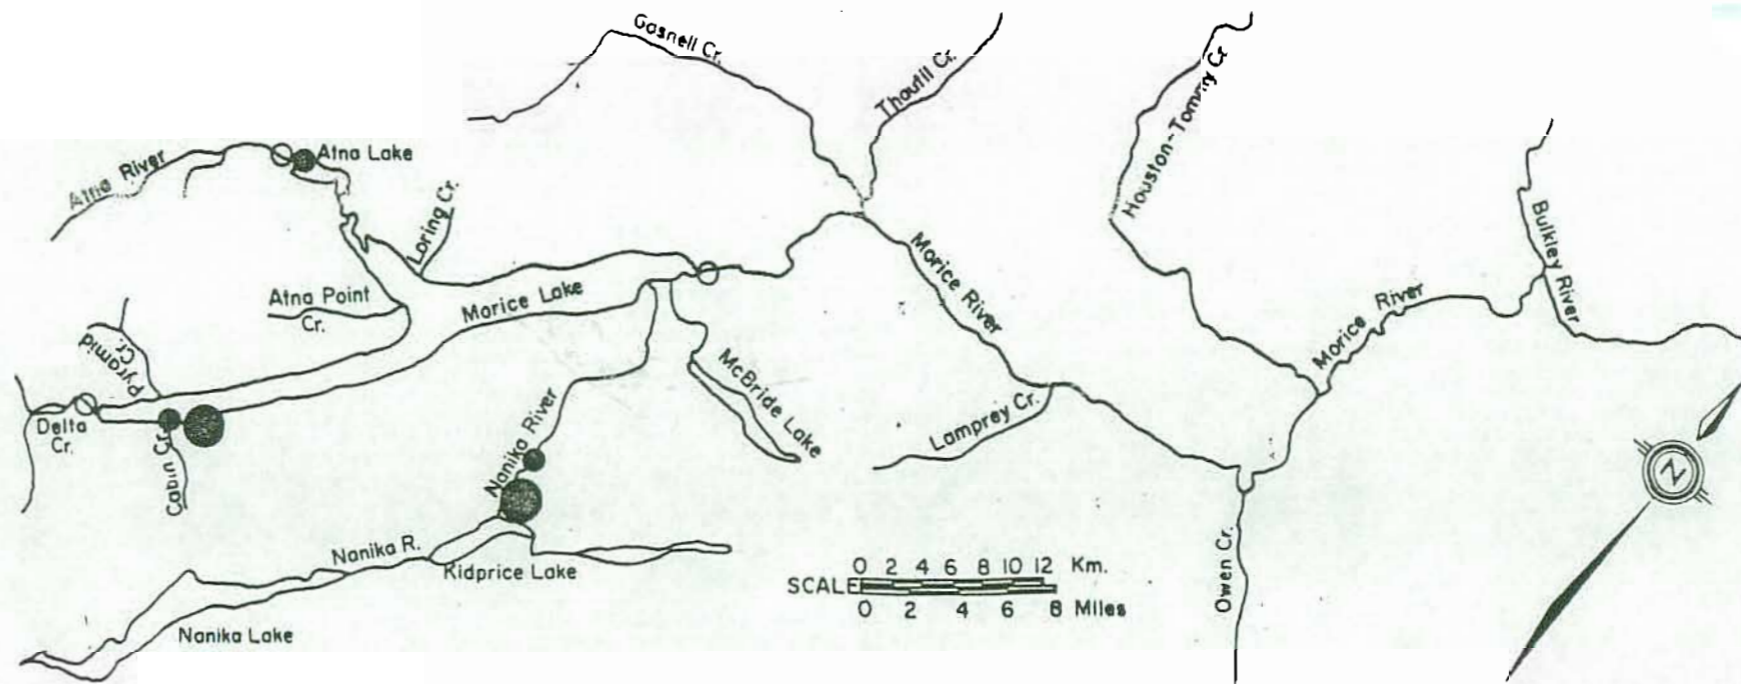 Gosnell Cr.
Thautil Cr.
Houston-Tommy Cr
Atna River
Atna Lake
Loring Cr.
Bulkley River
Morice River
Atna Point
Cr.
Morice Lake
Morice River
Pyramid
Cr.
McBride Lake
Delta
Cr.
Cabin Cr.
Nanika River
Lamprey Cr.
N
Nanika R.
Kidprice Lake
Nanika Lake
Owen Cr.
0 2 4 6 8 10 12 Km.
SCALE
0 2 4 6 8 Miles